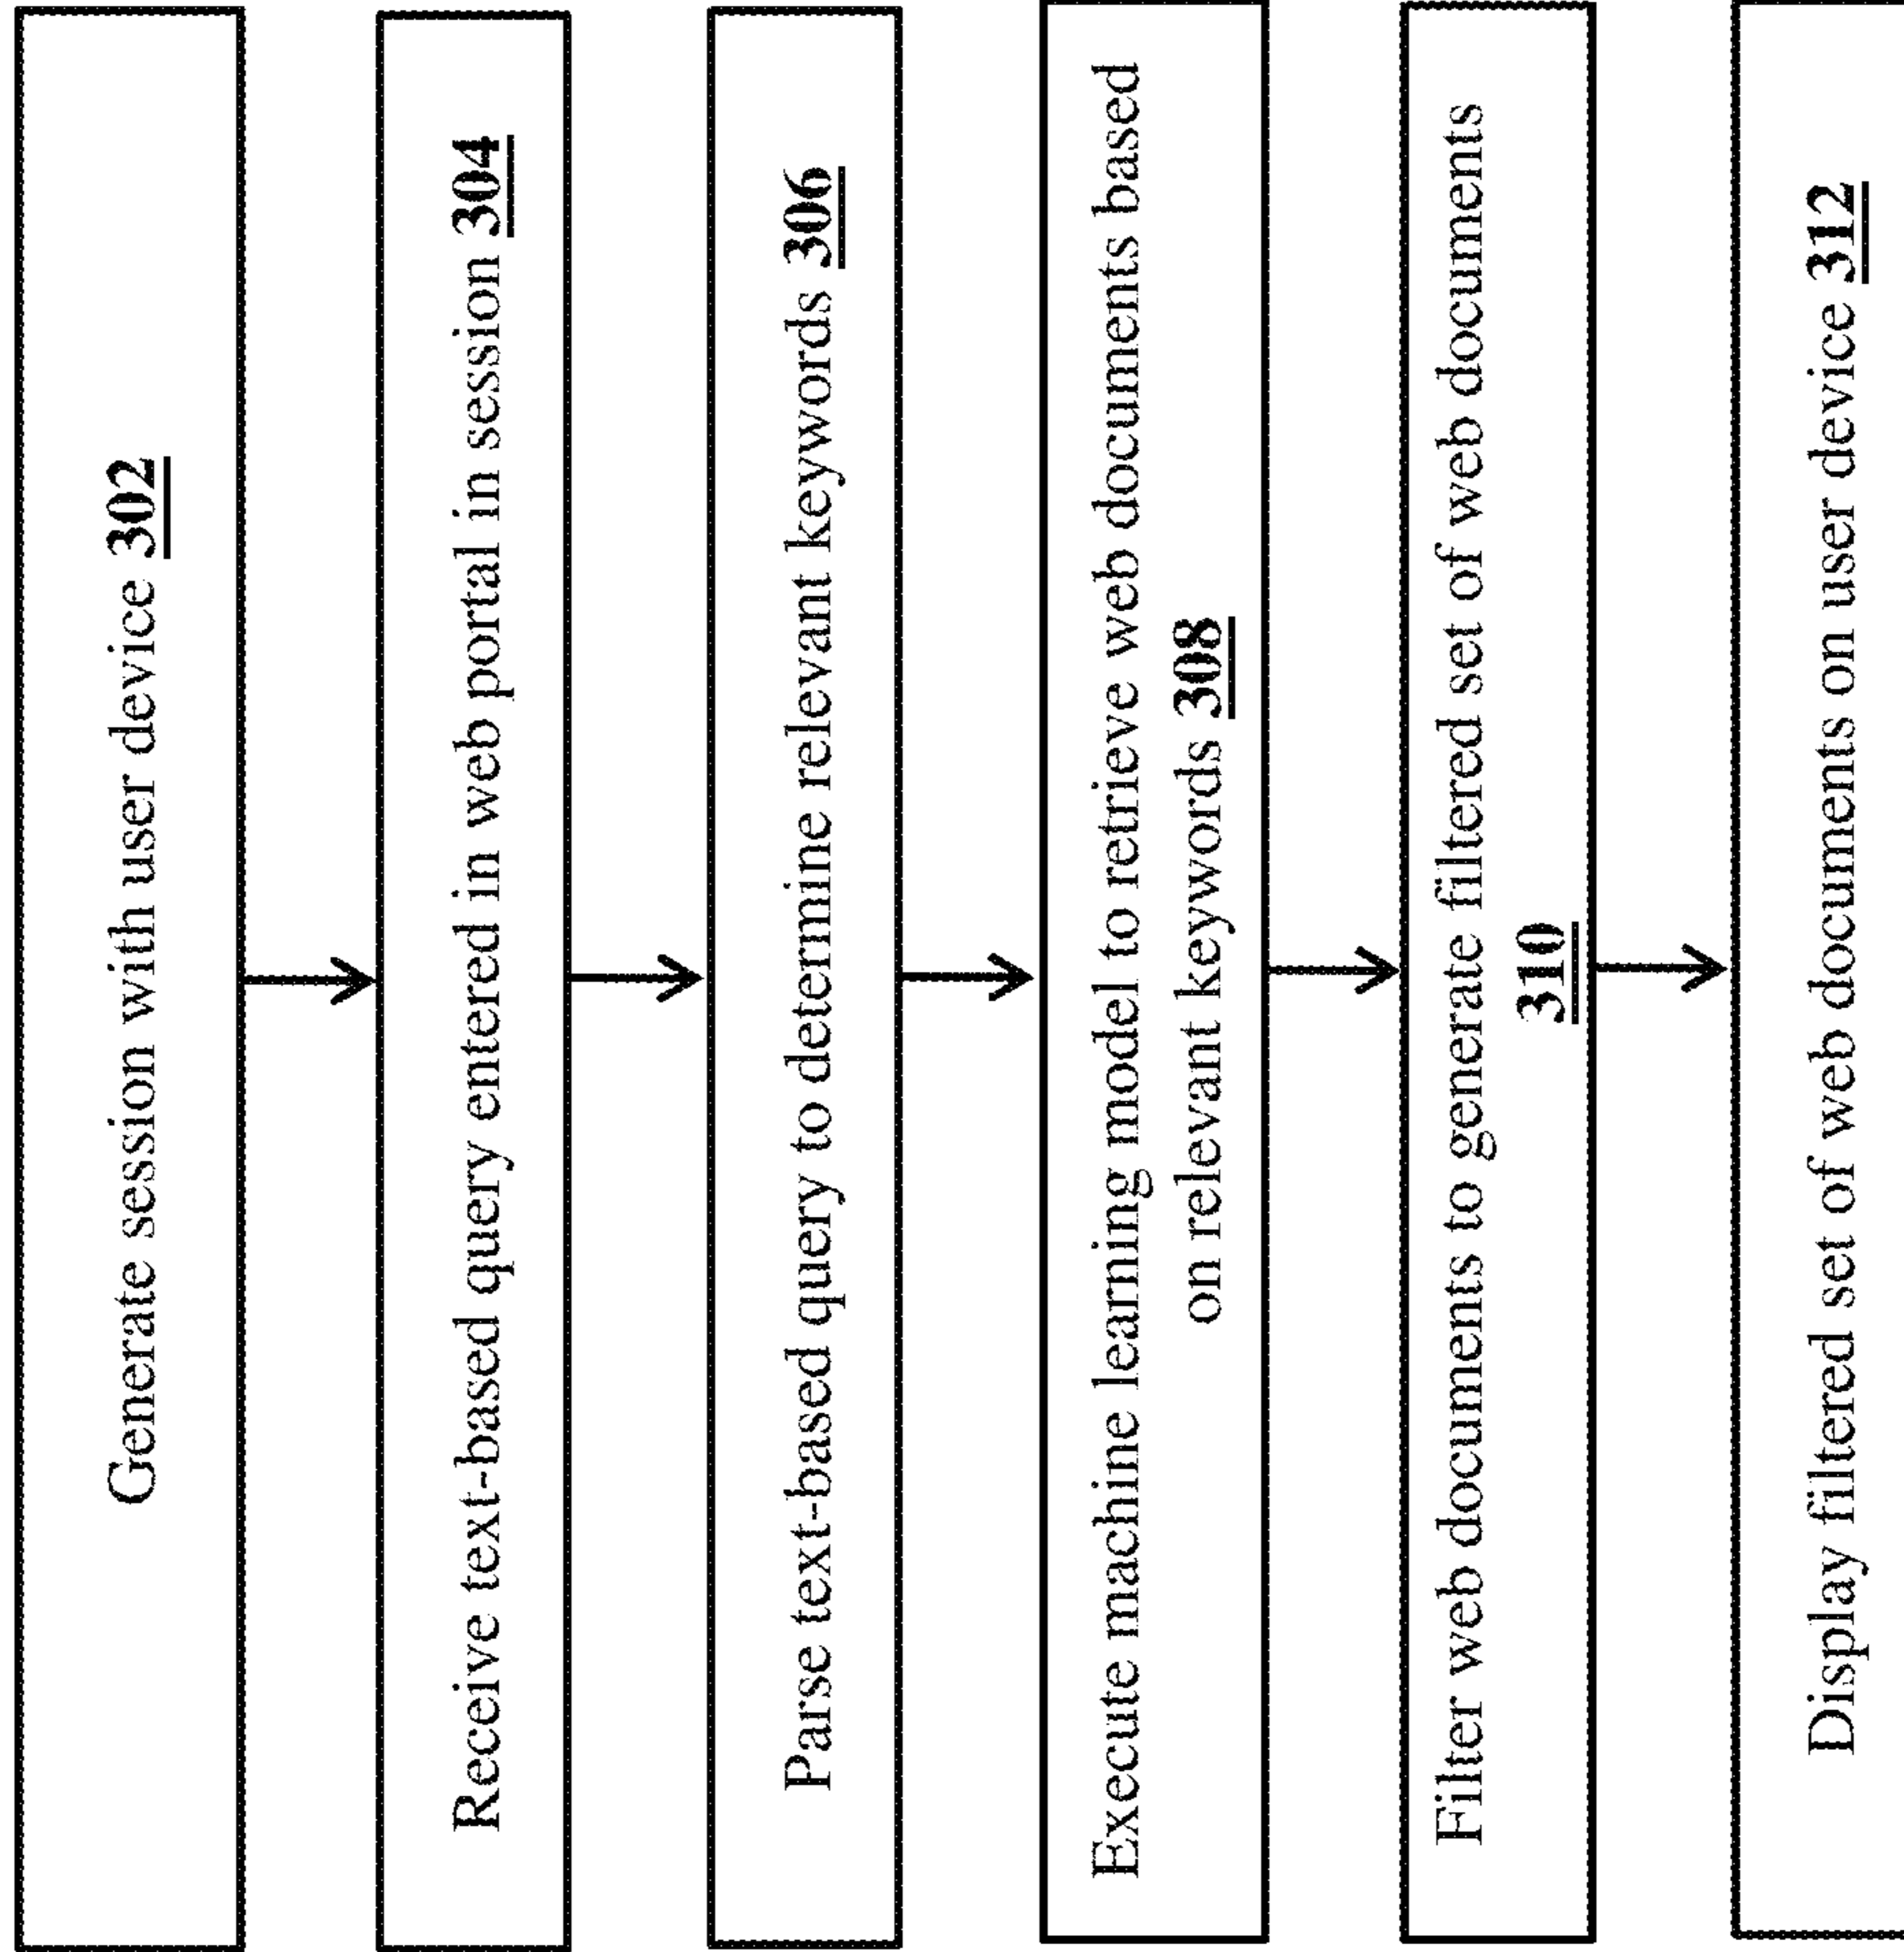 Generate session with user device 302
Receive text-based query entered in web portal in session 304
Parse text-based query to determine relevant keywords 306
Execute machine learning model to retrieve web documents based
on relevant keywords 308
Filter web documents to generate filtered set of web documents
310
Display filtered set of web documents on user device 312